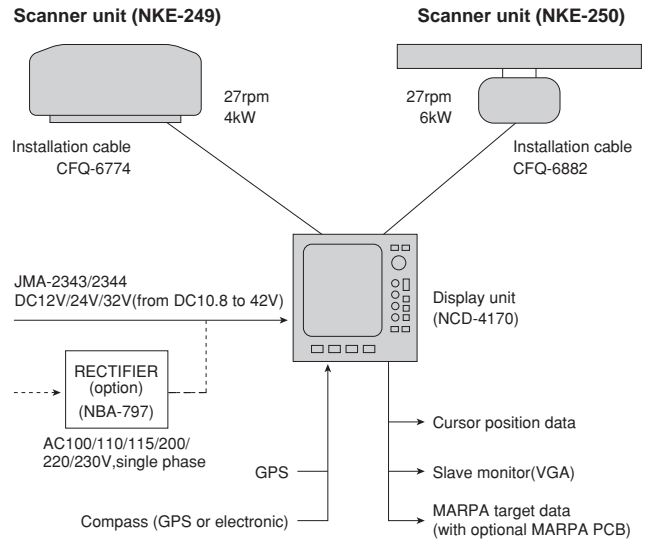 Scanner unit (NKE-249)
Scanner unit (NKE-250)
27rpm
4kW
27rpm
6kW
Installation cable
CFQ-6774
Installation cable
CFQ-6882
JMA-2343/2344
DC12V/24V/32V(from DC10.8 to 42V)
Display unit
(NCD-4170)
RECTIFIER
(option)
(NBA-797)
AC100/110/115/200/
220/230V,single phase
GPS
Compass (GPS or electronic)
Cursor position data
Slave monitor(VGA)
MARPA target data
(with optional MARPA PCB)